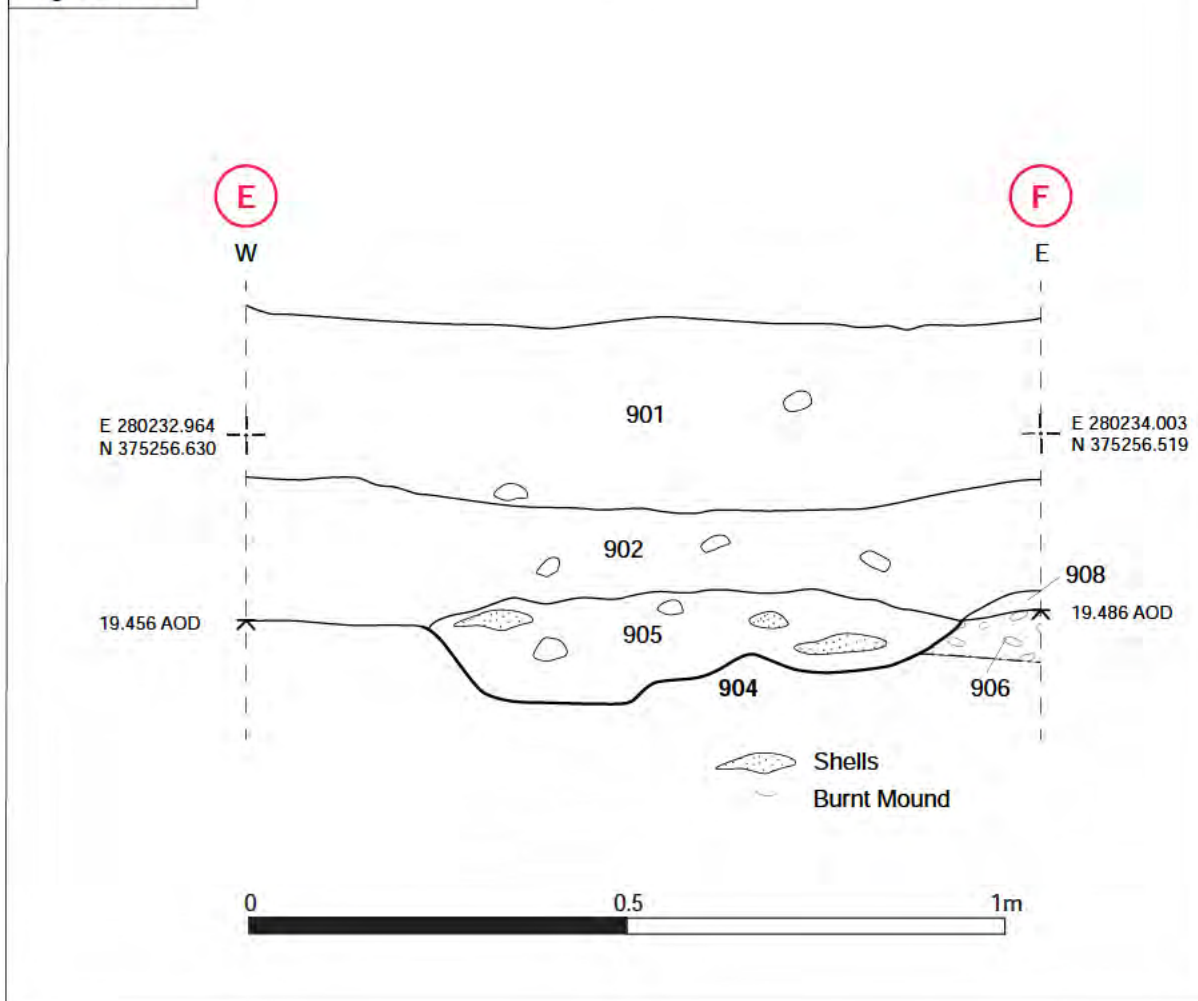 E
F
W
E
901
E 280232.964
N 375256.630
E 280234.003
N 375256.519
902
908
19.456 AOD
905
19.486 AOD
904
906
Shells
Burnt Mound
0 0.5 1m